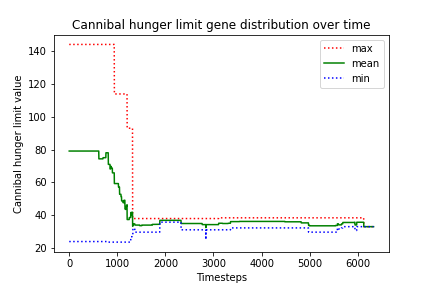 Cannibal hunger limit gene distribution over time
max
mean
min
Cannibal hunger limit value
140
120
100
80
60
40
20
0
1000
2000
3000
4000
5000
6000
Timesteps